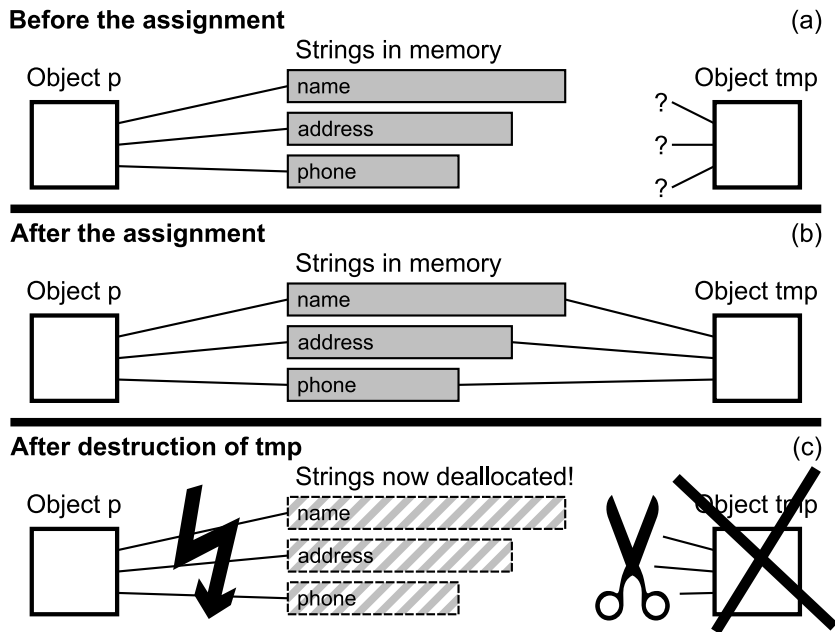 Before the assignment (a)
Strings in memory
Object p Object tmp
name ?
address ?
phone ?
After the assignment (b)
Strings in memory
Object p Object tmp
name
address
phone
After destruction of tmp (c)
Strings now deallocated!
Object p Object tmp
name
address
phone